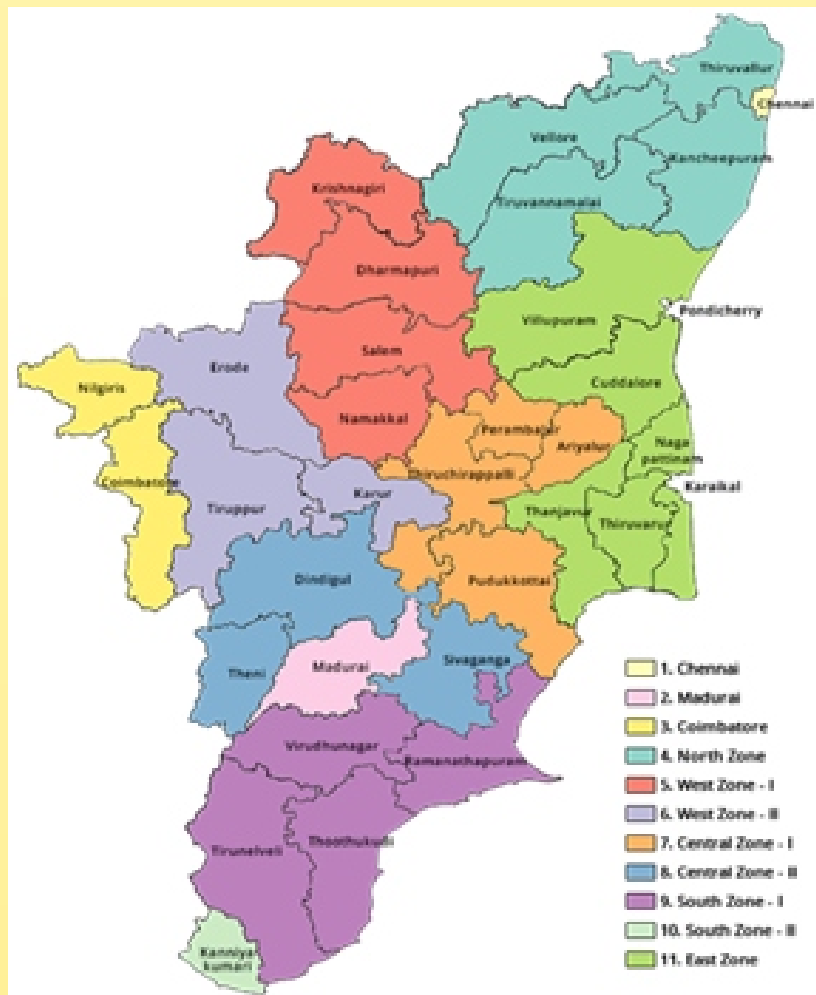 Thiruvallur
Chennai
Vellore
Kancheepuram
Krishnagiri
Tiruvannamalai
Dharmapuri
Pondicherry
Villupuram
Salem
Erode
Cuddalore
Nilgiris
Namakkal
Perambalur
Ariyalur
Naga
pattinam
Thiruchirappalli
Coimbatore
Karur
Karaikal
Tiruppur
Thanjavur
Thiruvarur
Dindigul
Pudukkottai
Sivaganga
Madurai
Theni
Virudhunagar
Ramanathapuram
Thoothukudi
Tirunelveli
Kanniya
kumari
1. Chennai
2. Madurai
3. Coimbatore
4. North Zone
5. West Zone - I
6. West Zone - II
7. Central Zone - I
8. Central Zone - II
9. South Zone - I
10. South Zone - II
11. East Zone